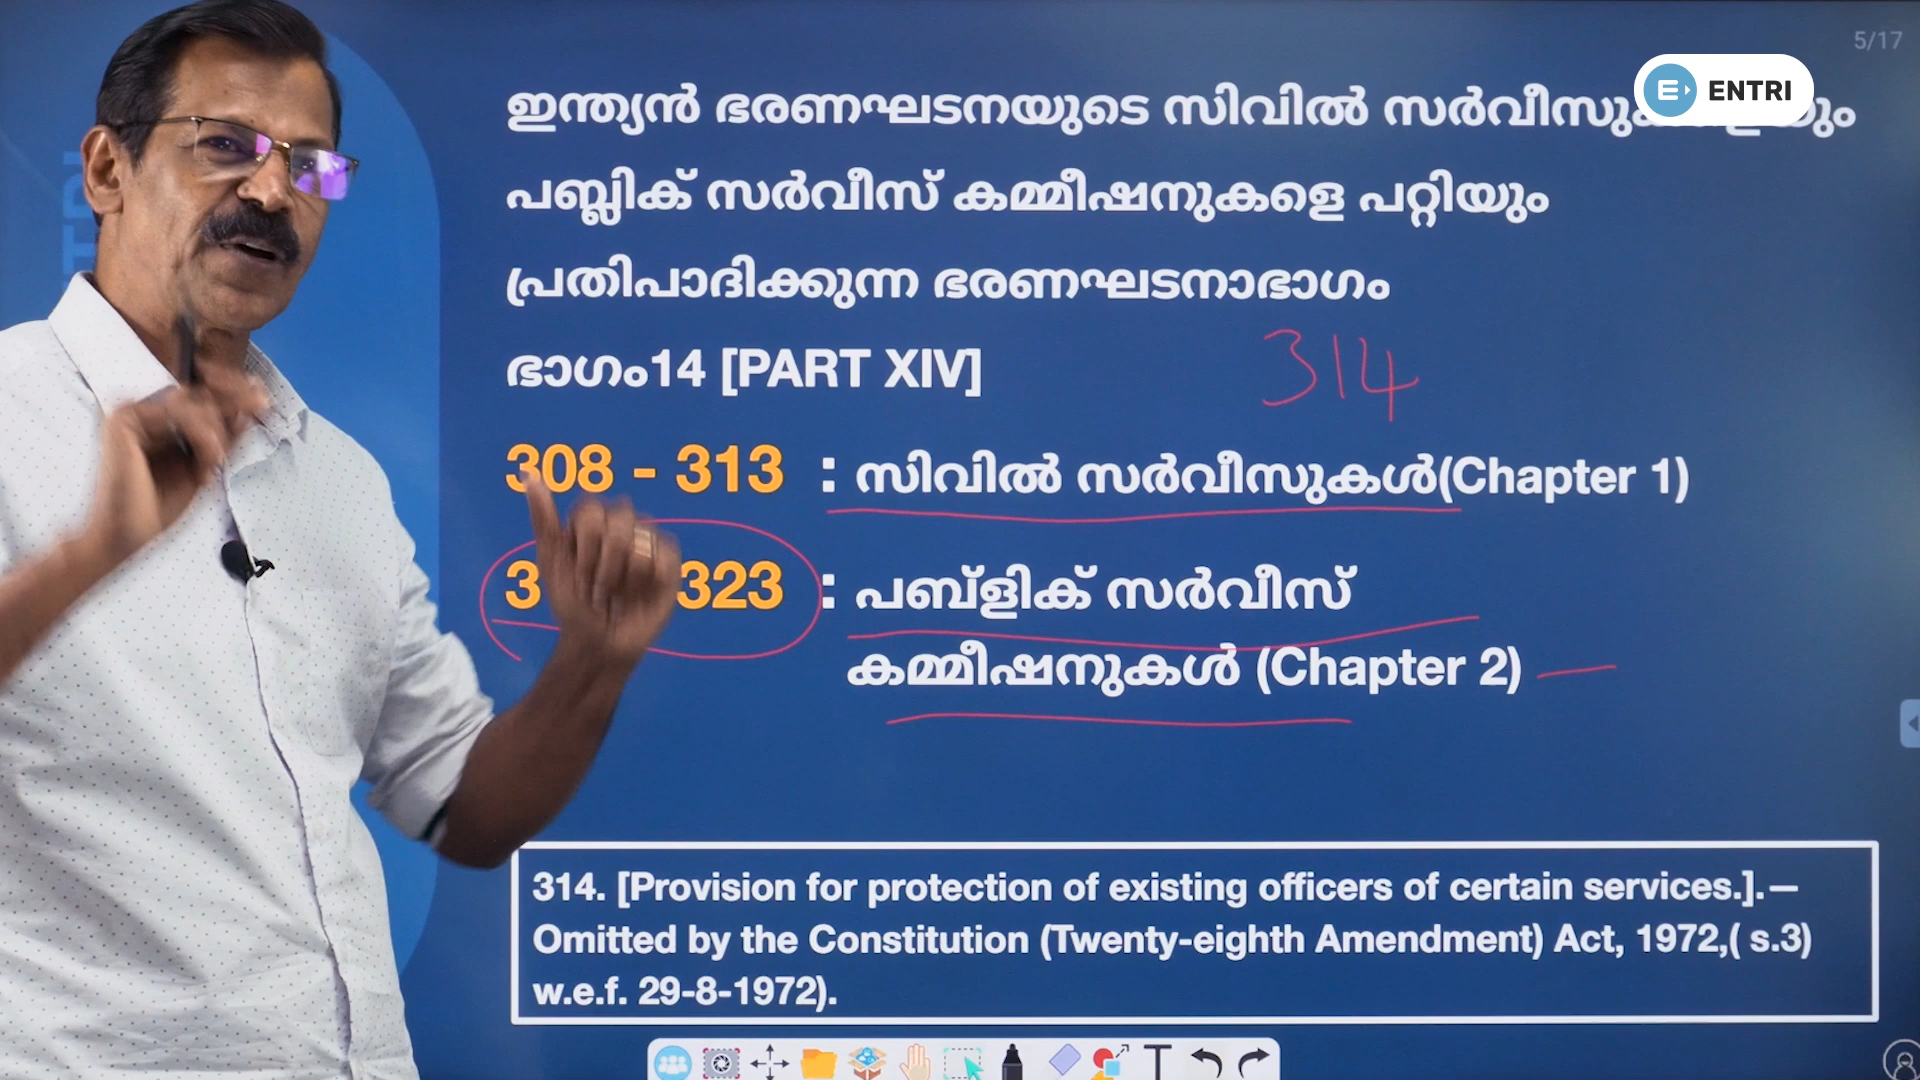 5/17
ENTRI
ഇന്ത്യൻ ഭരണഘടനയുടെ സിവിൽ
പബ്ലിക് സർവീസ് കമ്മീഷനുകളെ പറ്റിയും
പ്രതിപാദിക്കുന്ന ഭരണഘടനാഭാഗം
ഭാഗം14 [PART XIV]
314
308 - 313 : സിവിൽ സർവീസുകൾ(Chapter 1)
323 : പബ്ളിക് സർവീസ്
കമ്മീഷനുകൾ (Chapter 2)
314. [Provision for protection of existing officers of certain services.].—
Omitted by the Constitution (Twenty-eighth Amendment) Act, 1972,( s.3)
w.e.f. 29-8-1972).